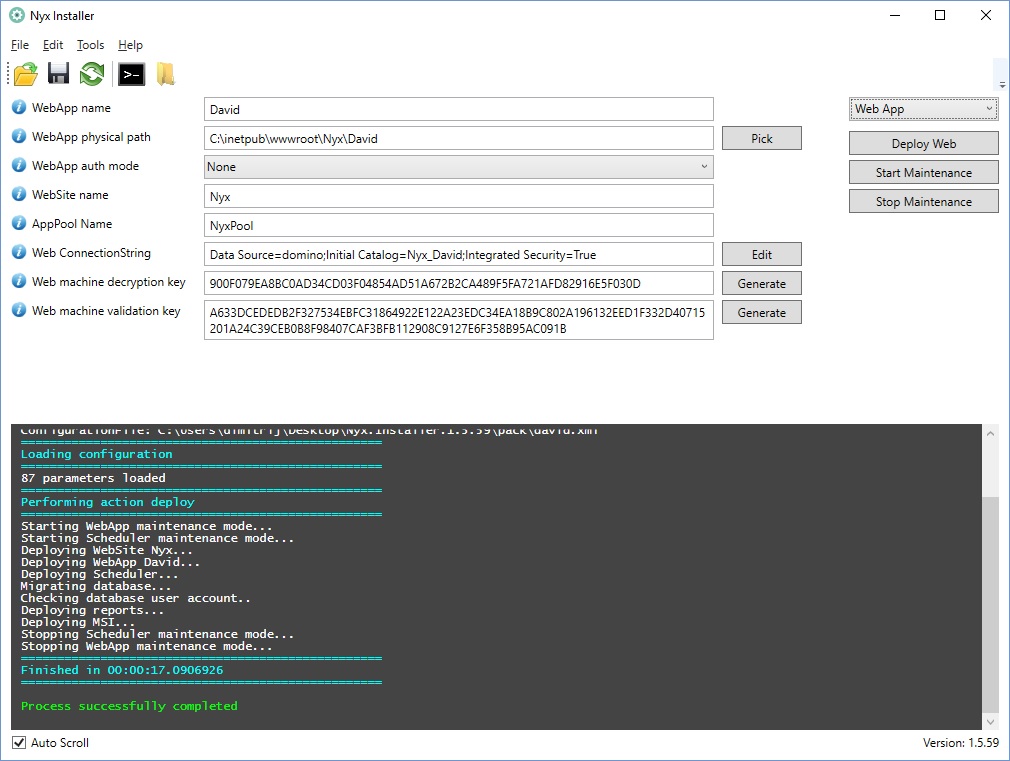 Nyx Installer
File Edit Tools Help
WebApp name David Web App
WebApp physical path C:\inetpub\wwwroot\Nyx\David Pick Deploy Web
WebApp auth mode None Start Maintenance
WebSite name Nyx Stop Maintenance
AppPool Name NyxPool
Web ConnectionString Data Source=domino;Initial Catalog=Nyx_David;Integrated Security=True Edit
Web machine decryption key 900F079EA8BC0AD34CD03F04854AD51A672B2CA489F5FA721AFD82916E5F030D Generate
Web machine validation key A633DCEDEDB2F327534EBFC31864922E122A23EDC34EA18B9C802A196132EED1F332D40715 Generate
201A24C39CEB0B8F98407CAF3BFB112908C9127E6F358B95AC091B
ConfigurationFile: C:\Users\dimitrij\Desktop\Nyx.Installer.1.5.59\pack\david.xml
==================================================
Loading configuration
==================================================
87 parameters loaded
==================================================
Performing action deploy
==================================================
Starting WebApp maintenance mode...
Starting Scheduler maintenance mode...
Deploying WebSite Nyx...
Deploying WebApp David...
Deploying Scheduler...
Migrating database...
Checking database user account..
Deploying reports...
Deploying MSI...
Stopping Scheduler maintenance mode...
Stopping WebApp maintenance mode...
==================================================
Finished in 00:00:17.0906926
==================================================
Process successfully completed
Auto Scroll Version: 1.5.59